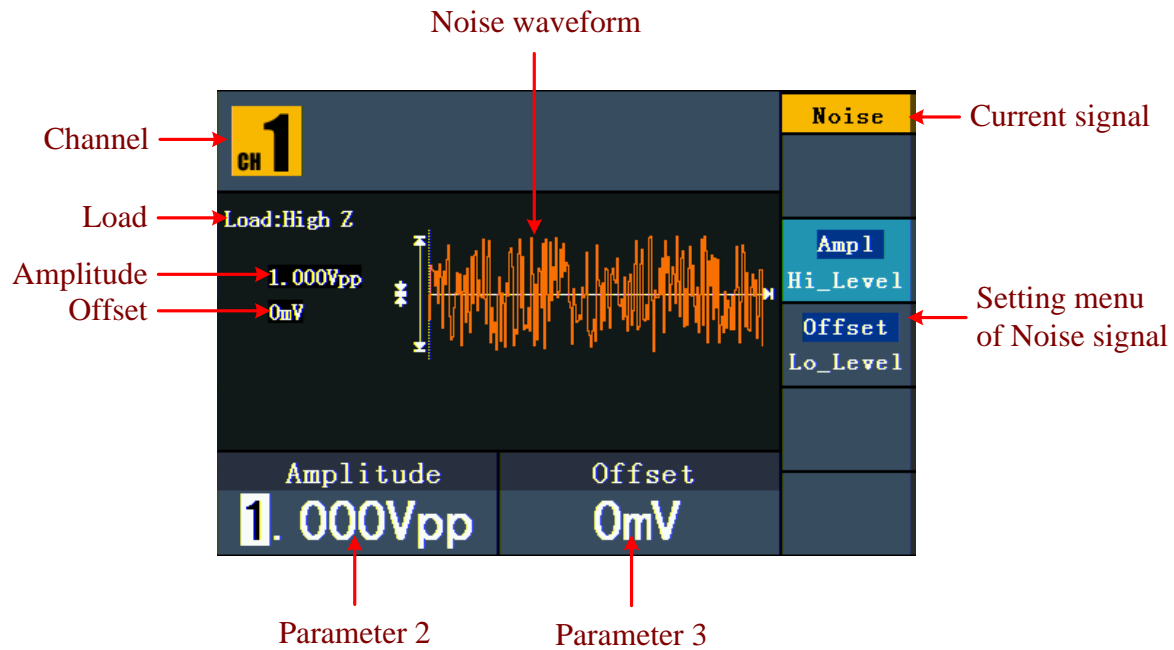 Noise waveform
Channel
CH 1
Noise
Current signal
Load
Load:High Z
Amplitude
1.000Vpp
Offset
0mV
Ampl
Hi_Level
Offset
Lo_Level
Setting menu
of Noise signal
Amplitude
Offset
1.000Vpp
0mV
Parameter 2
Parameter 3